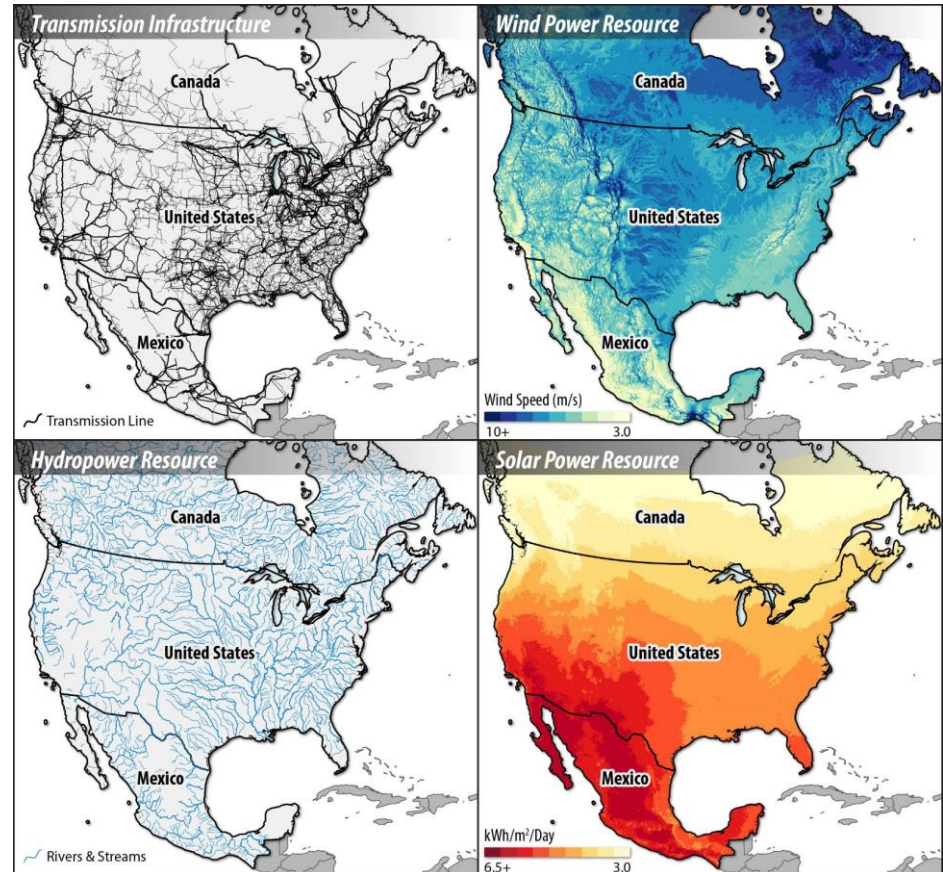 Transmission Infrastructure
Canada
United States
Mexico
Transmission Line
Wind Power Resource
Canada
United States
Mexico
Wind Speed (m/s)
10+ 3.0
Hydropower Resource
Canada
United States
Mexico
Rivers & Streams
Solar Power Resource
Canada
United States
Mexico
kWh/m²/Day
6.5+ 3.0